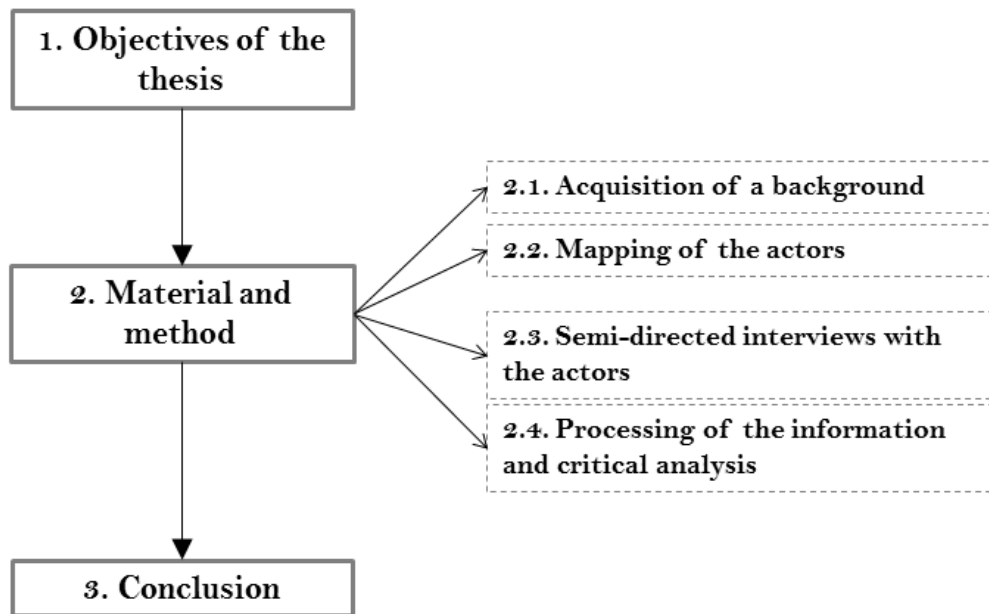 1. Objectives of the
thesis
2.1. Acquisition of a background
2.2. Mapping of the actors
2. Material and
method
2.3. Semi-directed interviews with
the actors
2.4. Processing of the information
and critical analysis
3. Conclusion